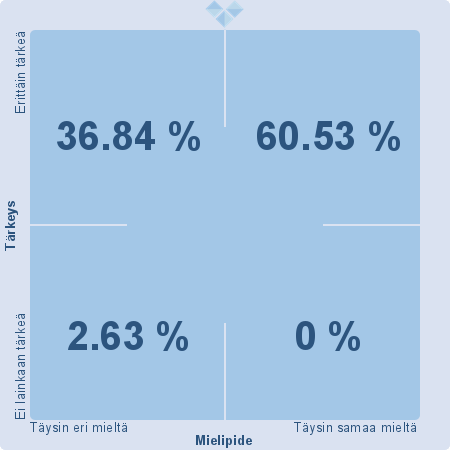 Erittäin tärkeä
36.84 %
60.53 %
Tärkeys
2.63 %
0 %
Ei lainkaan tärkeä
Täysin eri mieltä
Täysin samaa mieltä
Mielipide